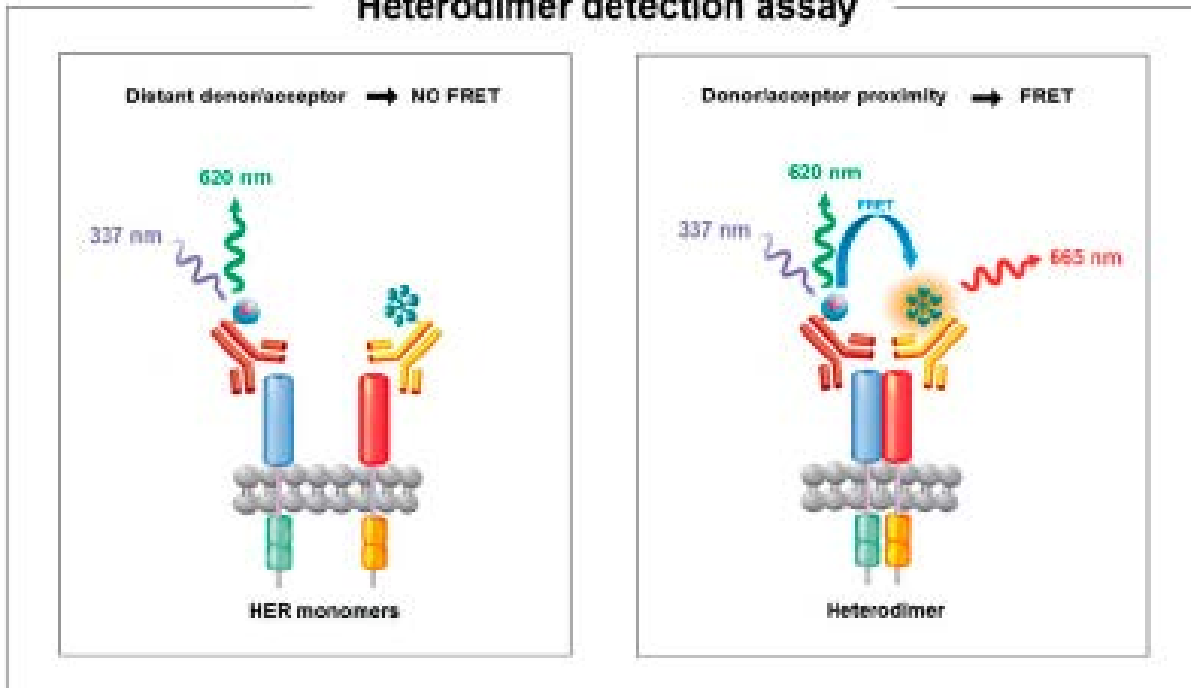 Heterodimer detection assay
Distant donor/acceptor → NO FRET
620 nm
337 nm
HER monomers
Donor/acceptor proximity → FRET
620 nm
FRET
337 nm
665 nm
Heterodimer